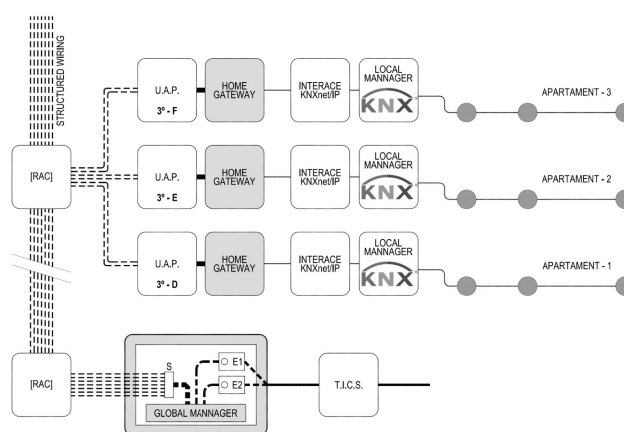 STRUCTURED WIRING
[RAC]
U.A.P.
3º - F
HOME
GATEWAY
INTERACE
KNXnet/IP
LOCAL
MANNAGER
KNX
APARTAMENT - 3
U.A.P.
3º - E
HOME
GATEWAY
INTERACE
KNXnet/IP
LOCAL
MANNAGER
KNX
APARTAMENT - 2
U.A.P.
3º - D
HOME
GATEWAY
INTERACE
KNXnet/IP
LOCAL
MANNAGER
KNX
APARTAMENT - 1
[RAC]
S
E1
E2
GLOBAL MANNAGER
T.I.C.S.